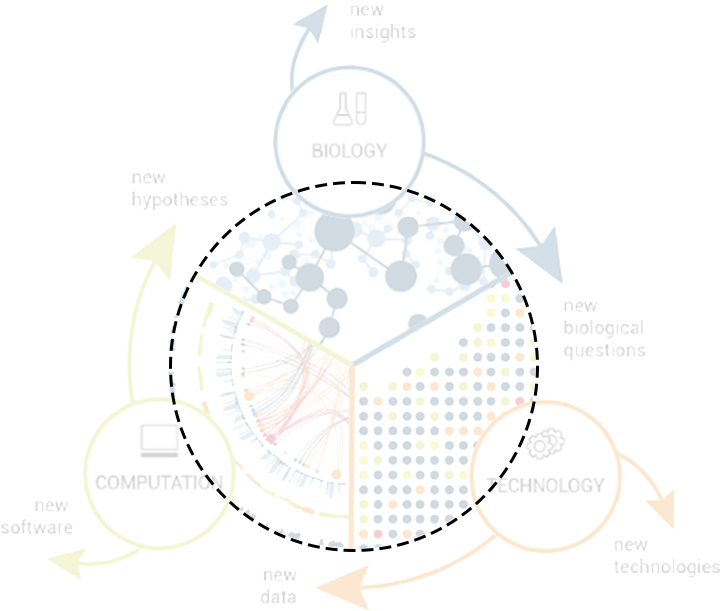 new
insights
BIOLOGY
new
hypotheses
new
biological
questions
COMPUTATION
TECHNOLOGY
new
software
new
technologies
new
data